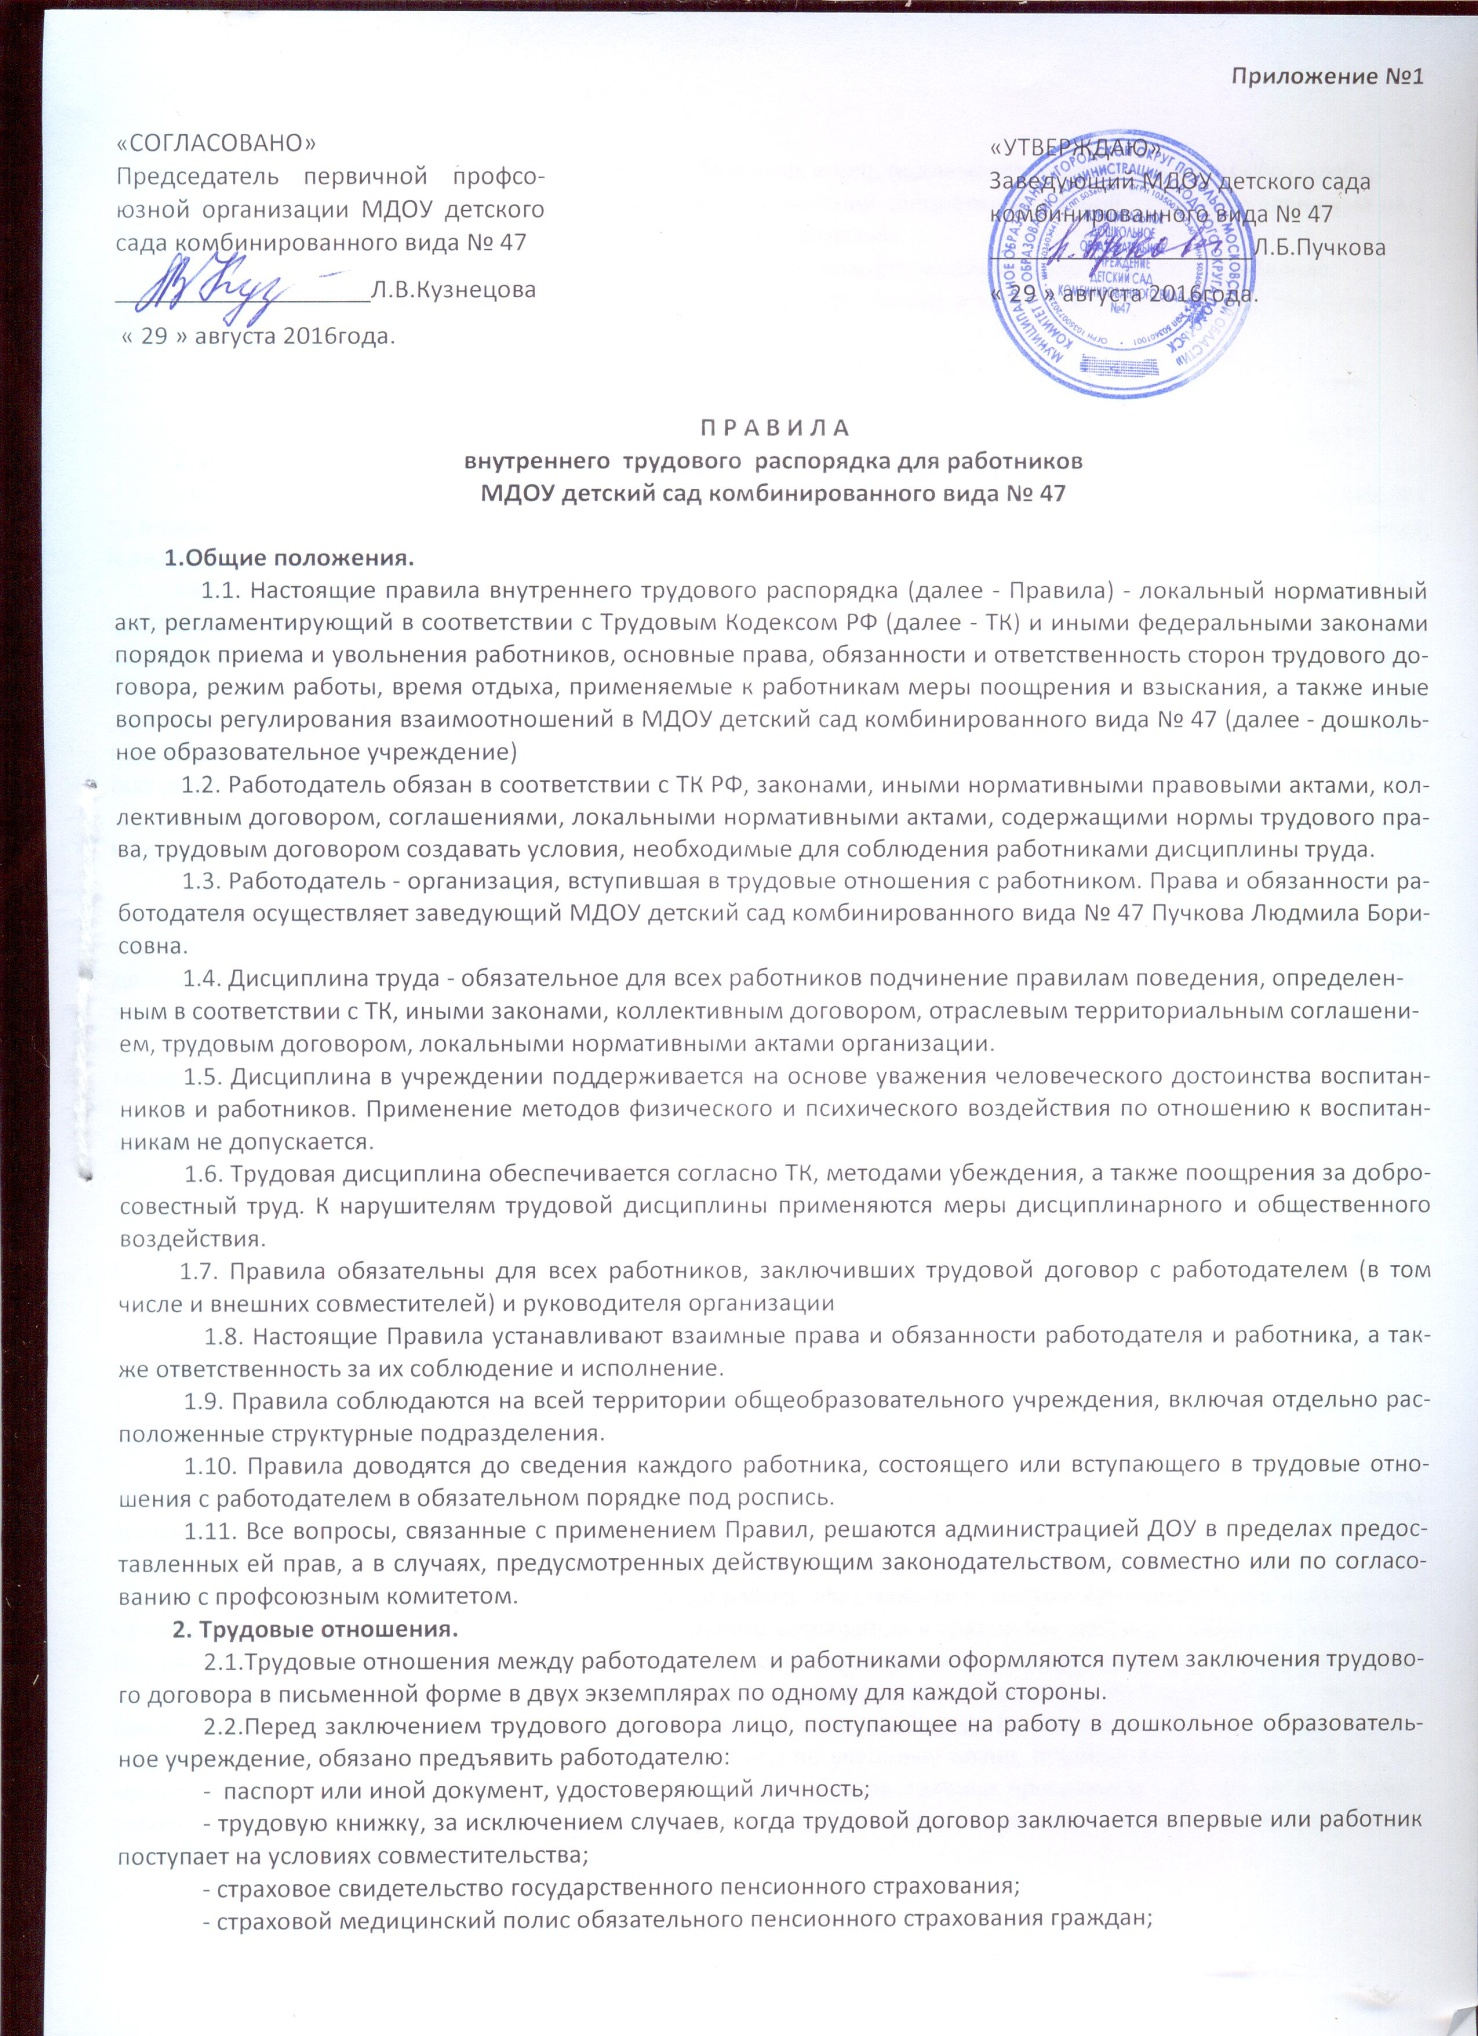 Приложение №1
«СОГЛАСОВАНО»
Председатель первичной профсо-
юзной организации МДОУ детского
сада комбинированного вида № 47
Л.В.Кузнецова
« 29 » августа 2016года.
«УТВЕРЖДАЮ»
Заведующий МДОУ детского сада
комбинированного вида № 47
Л.Б.Пучкова
« 29 » августа 2016года.
МУНИЦИПАЛЬНОЕ ДОШКОЛЬНОЕ ОБРАЗОВАТЕЛЬНОЕ УЧРЕЖДЕНИЕ ДЕТСКИЙ САД КОМБИНИРОВАННОГО ВИДА №47
П Р А В И Л А
внутреннего трудового распорядка для работников
МДОУ детский сад комбинированного вида № 47
1.Общие положения.
1.1. Настоящие правила внутреннего трудового распорядка (далее - Правила) - локальный нормативный
акт, регламентирующий в соответствии с Трудовым Кодексом РФ (далее - ТК) и иными федеральными законами
порядок приема и увольнения работников, основные права, обязанности и ответственность сторон трудового до-
говора, режим работы, время отдыха, применяемые к работникам меры поощрения и взыскания, а также иные
вопросы регулирования взаимоотношений в МДОУ детский сад комбинированного вида № 47 (далее - дошколь-
ное образовательное учреждение)
1.2. Работодатель обязан в соответствии с ТК РФ, законами, иными нормативными правовыми актами, кол-
лективным договором, соглашениями, локальными нормативными актами, содержащими нормы трудового пра-
ва, трудовым договором создавать условия, необходимые для соблюдения работниками дисциплины труда.
1.3. Работодатель - организация, вступившая в трудовые отношения с работником. Права и обязанности ра-
ботодателя осуществляет заведующий МДОУ детский сад комбинированного вида № 47 Пучкова Людмила Бори-
совна.
1.4. Дисциплина труда - обязательное для всех работников подчинение правилам поведения, определен-
ным в соответствии с ТК, иными законами, коллективным договором, отраслевым территориальным соглашени-
ем, трудовым договором, локальными нормативными актами организации.
1.5. Дисциплина в учреждении поддерживается на основе уважения человеческого достоинства воспитан-
ников и работников. Применение методов физического и психического воздействия по отношению к воспитан-
никам не допускается.
1.6. Трудовая дисциплина обеспечивается согласно ТК, методами убеждения, а также поощрения за добро-
совестный труд. К нарушителям трудовой дисциплины применяются меры дисциплинарного и общественного
воздействия.
1.7. Правила обязательны для всех работников, заключивших трудовой договор с работодателем (в том
числе и внешних совместителей) и руководителя организации
1.8. Настоящие Правила устанавливают взаимные права и обязанности работодателя и работника, а так-
же ответственность за их соблюдение и исполнение.
1.9. Правила соблюдаются на всей территории общеобразовательного учреждения, включая отдельно рас-
положенные структурные подразделения.
1.10. Правила доводятся до сведения каждого работника, состоящего или вступающего в трудовые отно-
шения с работодателем в обязательном порядке под роспись.
1.11. Все вопросы, связанные с применением Правил, решаются администрацией ДОУ в пределах предос-
тавленных ей прав, а в случаях, предусмотренных действующим законодательством, совместно или по согласо-
ванию с профсоюзным комитетом.
2. Трудовые отношения.
2.1.Трудовые отношения между работодателем и работниками оформляются путем заключения трудово-
го договора в письменной форме в двух экземплярах по одному для каждой стороны.
2.2.Перед заключением трудового договора лицо, поступающее на работу в дошкольное образователь-
ное учреждение, обязано предъявить работодателю:
- паспорт или иной документ, удостоверяющий личность;
- трудовую книжку, за исключением случаев, когда трудовой договор заключается впервые или работник
поступает на условиях совместительства;
- страховое свидетельство государственного пенсионного страхования;
- страховой медицинский полис обязательного пенсионного страхования граждан;